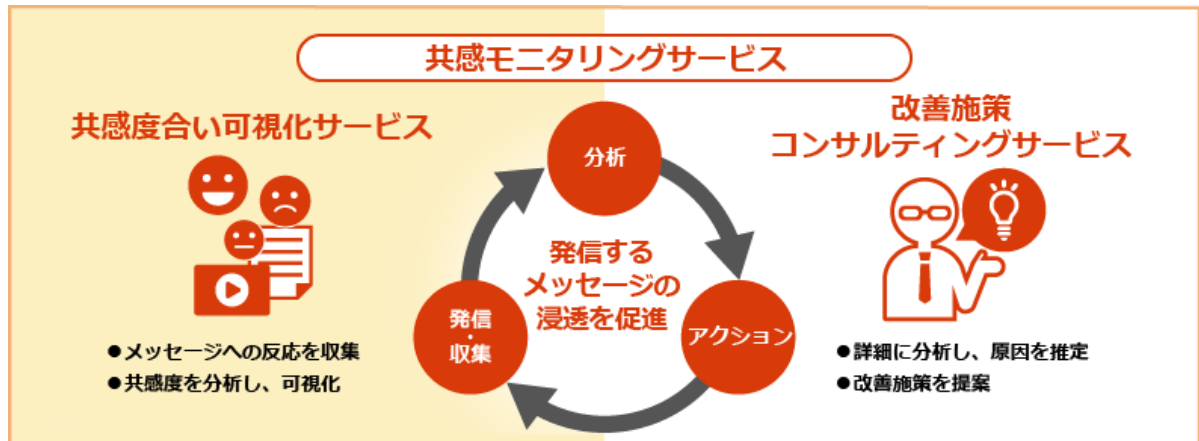 共感モニタリングサービス
共感度合い可視化サービス
●メッセージへの反応を収集
●共感度を分析し、可視化
分析
発信する
メッセージの
浸透を促進
発信
・
収集
アクション
改善施策
コンサルティングサービス
●詳細に分析し、原因を推定
●改善施策を提案